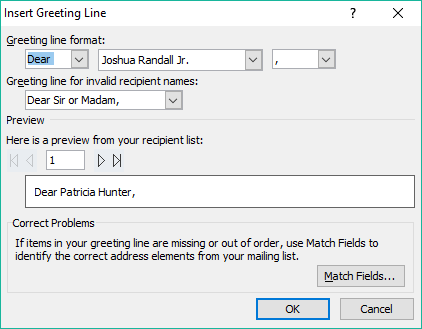 Insert Greeting Line
?
Greeting line format:
Dear Joshua Randall Jr. ,
Greeting line for invalid recipient names:
Dear Sir or Madam,
Preview
Here is a preview from your recipient list:
1
Dear Patricia Hunter,
Correct Problems
If items in your greeting line are missing or out of order, use Match Fields to
identify the correct address elements from your mailing list.
Match Fields...
OK Cancel